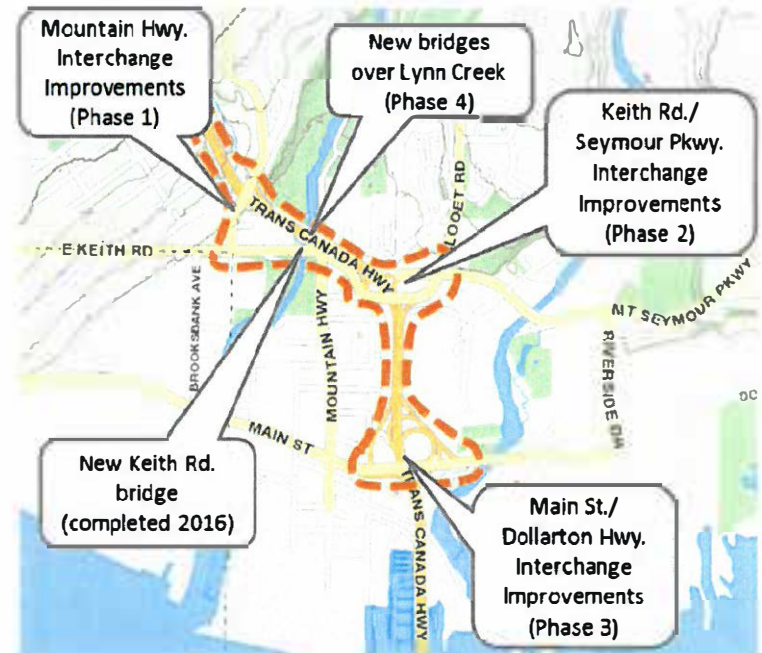 Mountain Hwy.
Interchange
Improvements
(Phase 1)
New bridges
over Lynn Creek
(Phase 4)
Keith Rd./
Seymour Pkwy.
Interchange
Improvements
(Phase 2)
TRANS CANADA HWY
LOOET RD
E KEITH RD
BROOKSBANK AVE
MOUNTAIN HWY
MT SEYMOUR PKWY
RIVERSIDE DR
DC
MAIN ST
New Keith Rd.
bridge
(completed 2016)
TRANS CANADA HWY
Main St./
Dollarton Hwy.
Interchange
Improvements
(Phase 3)